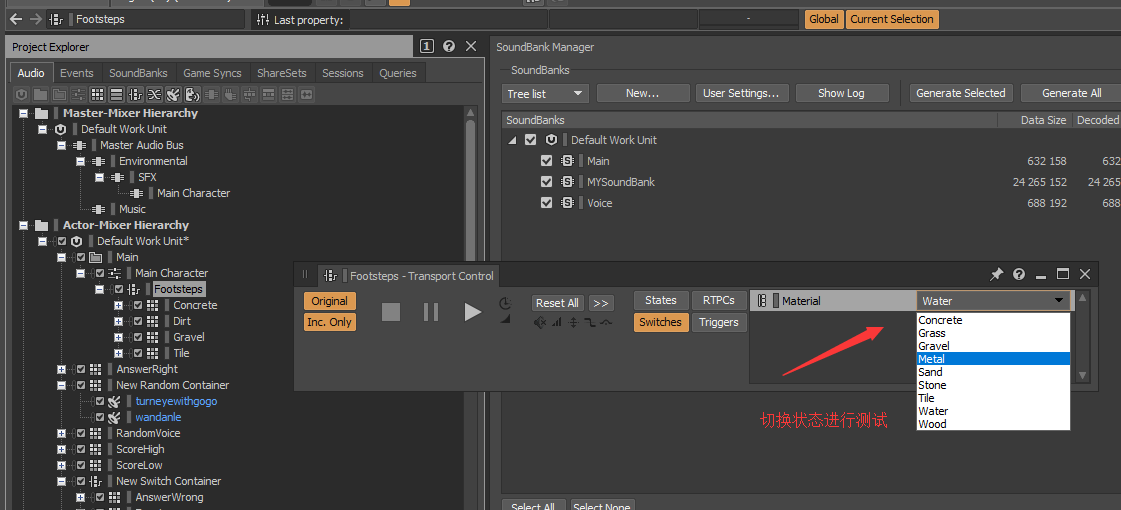 Footsteps
Last property:
-
Global
Current Selection
Project Explorer
1
SoundBank Manager
Audio
Events
SoundBanks
Game Syncs
ShareSets
Sessions
Queries
SoundBanks
Tree list
New...
User Settings...
Show Log
Generate Selected
Generate All
SoundBanks
Data Size
Decoded
Default Work Unit
Main
632 158
632
MYSoundBank
24 265 152
24 265
Voice
688 192
688
Master-Mixer Hierarchy
Default Work Unit
Master Audio Bus
Environmental
SFX
Main Character
Music
Actor-Mixer Hierarchy
Default Work Unit*
Main
Main Character
Footsteps
Concrete
Dirt
Gravel
Tile
AnswerRight
New Random Container
turneyewithgogo
wandanle
RandomVoice
ScoreHigh
ScoreLow
New Switch Container
AnswerWrong
Footsteps - Transport Control
Original
Inc. Only
Reset All
>>
States
RTPCs
Switches
Triggers
Material
Water
Concrete
Grass
Gravel
Metal
Sand
Stone
Tile
Water
Wood
切换状态进行测试
Select All
Select None